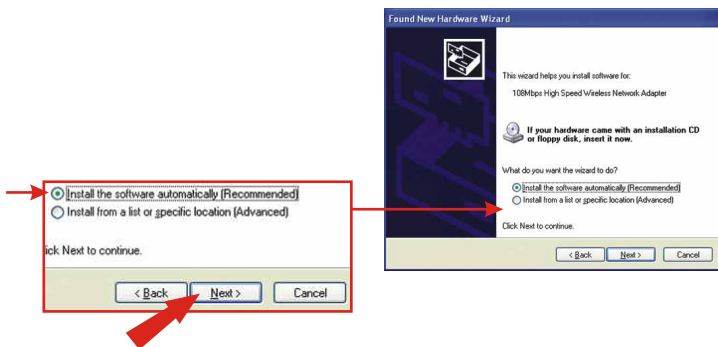 Found New Hardware Wizard
This wizard helps you install software for:
108Mbps High Speed Wireless Network Adapter
If your hardware came with an installation CD
or floppy disk, insert it now.
What do you want the wizard to do?
Install the software automatically (Recommended)
Install from a list or specific location (Advanced)
Click Next to continue.
< Back Next > Cancel
Install the software automatically (Recommended)
Install from a list or specific location (Advanced)
ick Next to continue.
< Back Next > Cancel